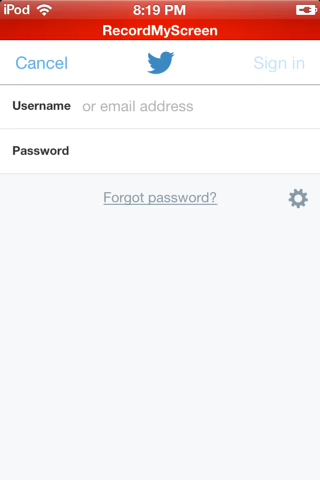 iPod 8:19 PM
RecordMyScreen
Cancel Sign in
Username or email address
Password
Forgot password?